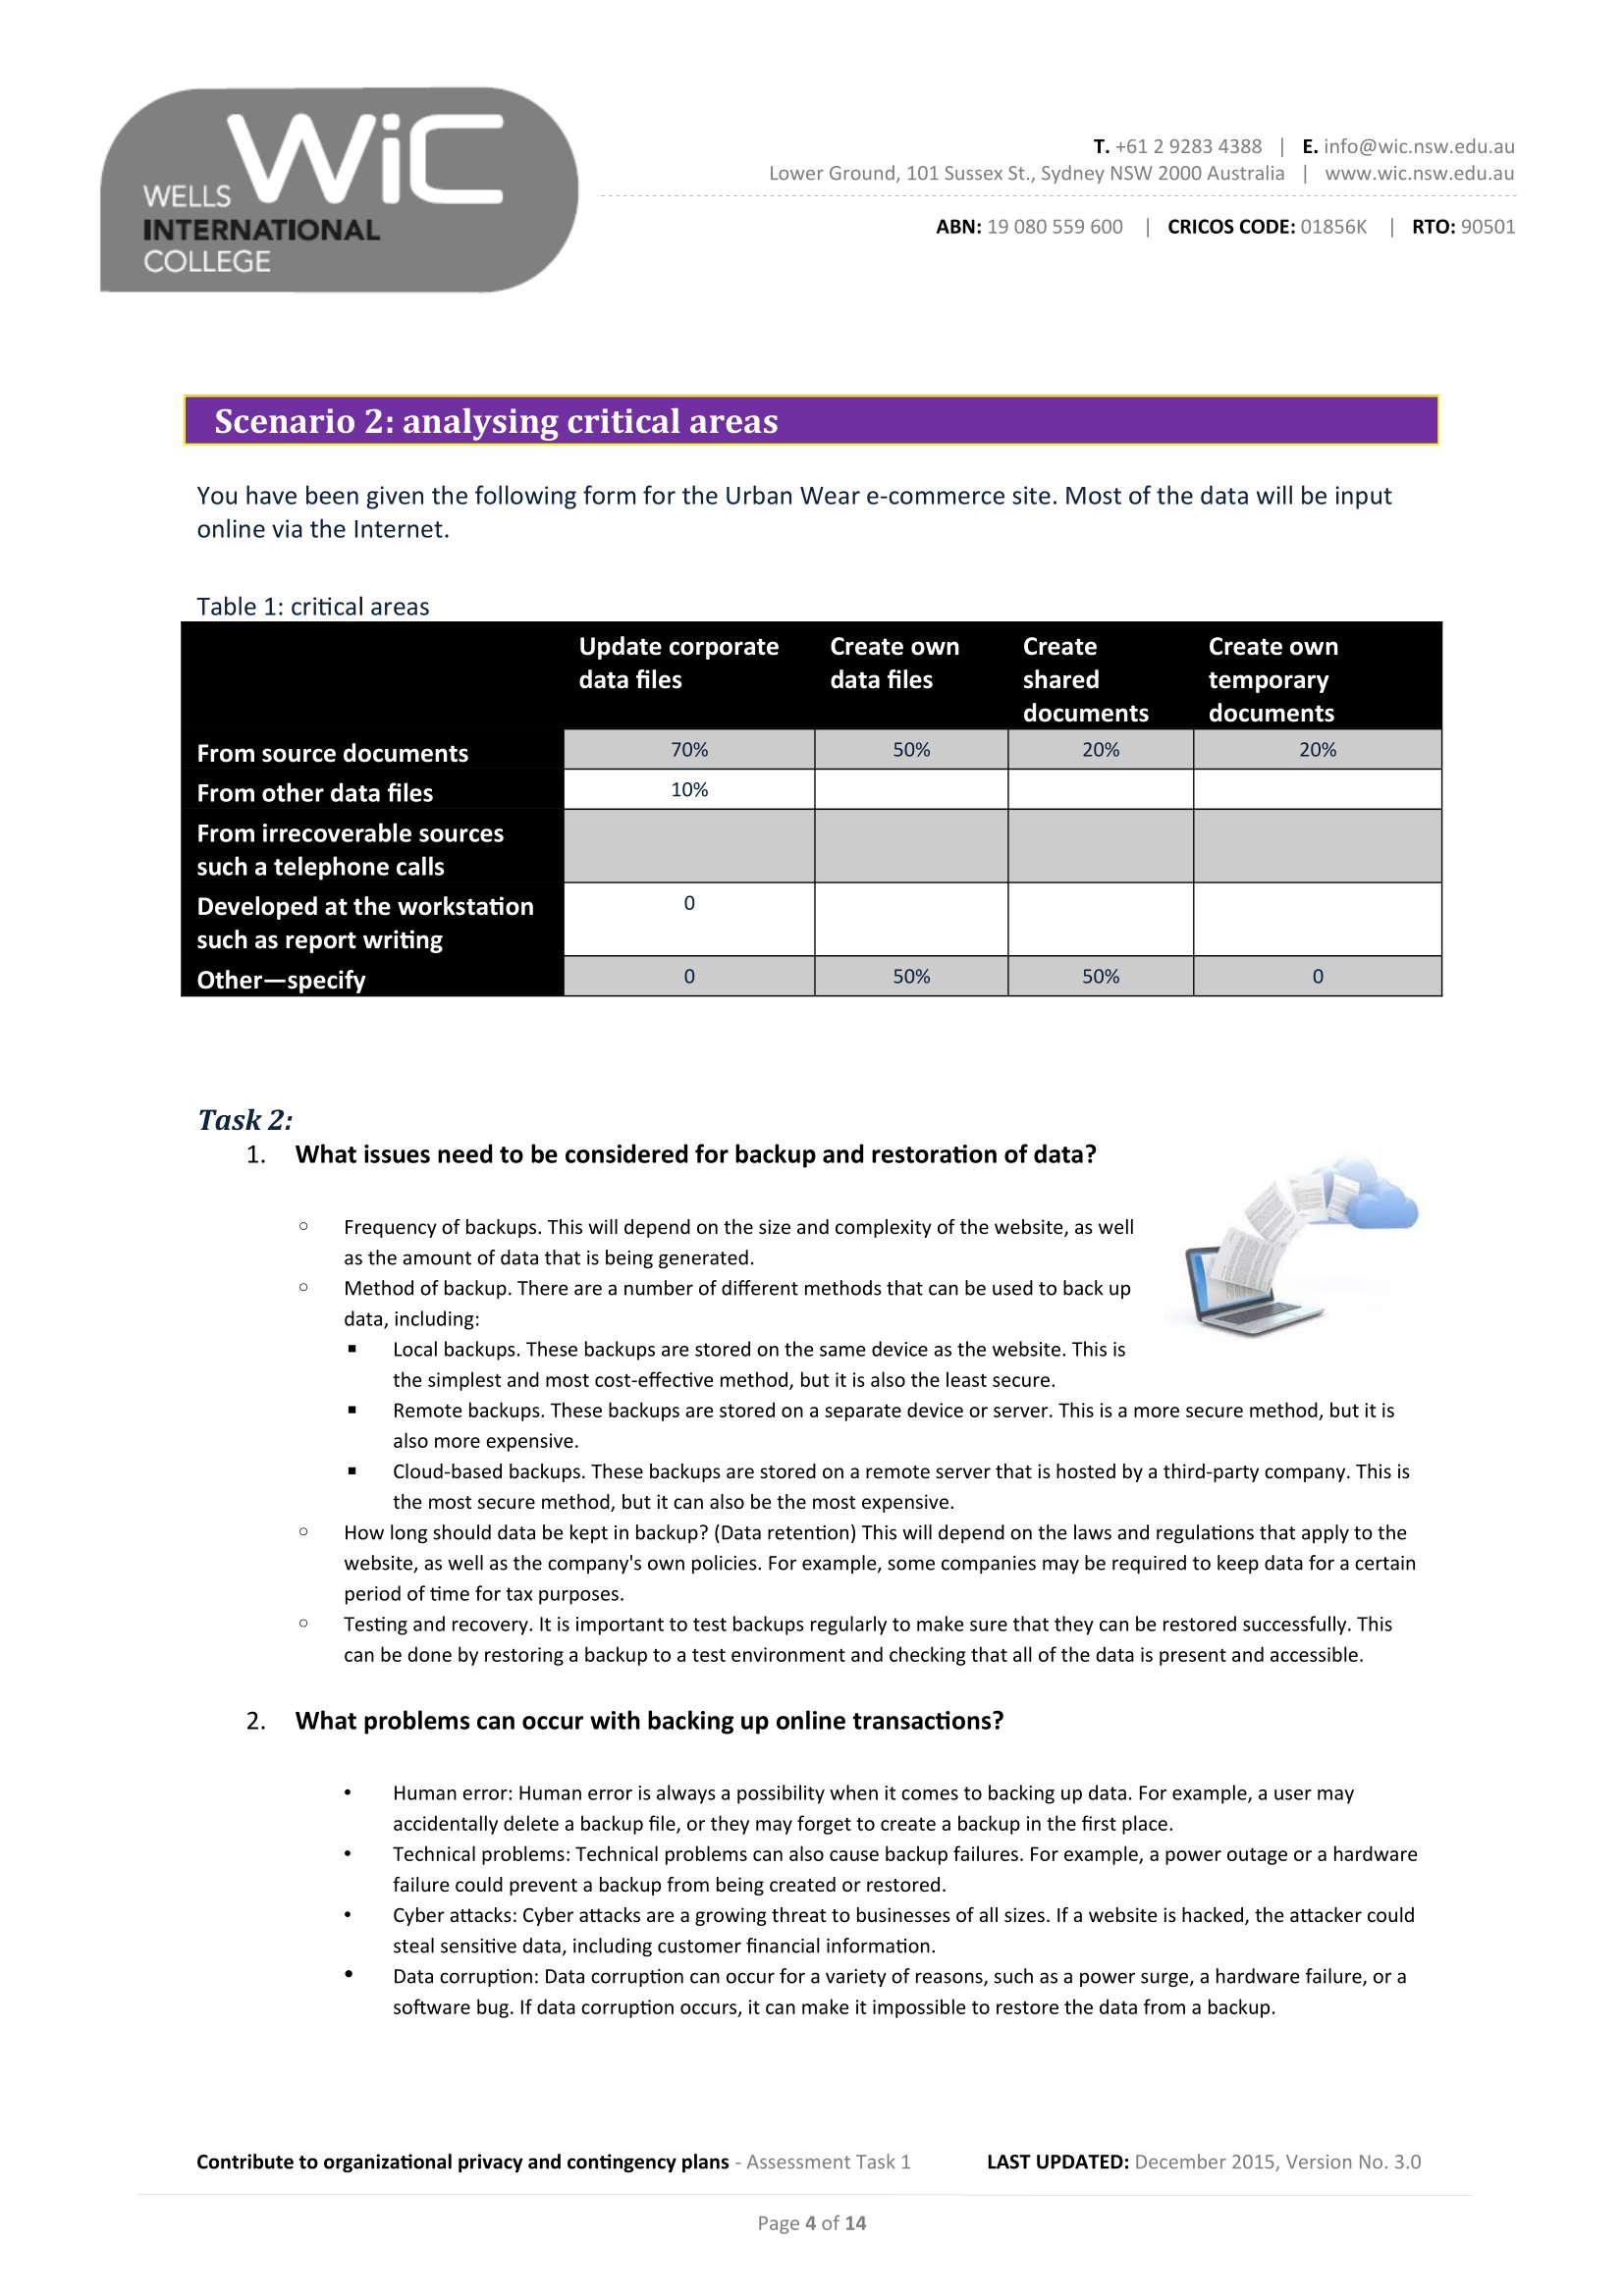 WiC
WELLS
INTERNATIONAL
COLLEGE
T. +61 2 9283 4388 | E. info@wic.nsw.edu.au
Lower Ground, 101 Sussex St., Sydney NSW 2000 Australia | www.wic.nsw.edu.au
ABN: 19 080 559 600 | CRICOS CODE: 01856K | RTO: 90501
Scenario 2: analysing critical areas
You have been given the following form for the Urban Wear e-commerce site. Most of the data will be input
online via the Internet.
Table 1: critical areas
Update corporate data files | Create own data files | Create shared documents | Create own temporary documents
From source documents 70% 50% 20% 20%
From other data files 10%
From irrecoverable sources
such a telephone calls
Developed at the workstation 0
such as report writing
Other—specify 0 50% 50% 0
Task 2:
1. What issues need to be considered for backup and restoration of data?
○ Frequency of backups. This will depend on the size and complexity of the website, as well
as the amount of data that is being generated.
○ Method of backup. There are a number of different methods that can be used to back up
data, including:
▪ Local backups. These backups are stored on the same device as the website. This is
the simplest and most cost-effective method, but it is also the least secure.
▪ Remote backups. These backups are stored on a separate device or server. This is a more secure method, but it is
also more expensive.
▪ Cloud-based backups. These backups are stored on a remote server that is hosted by a third-party company. This is
the most secure method, but it can also be the most expensive.
○ How long should data be kept in backup? (Data retention) This will depend on the laws and regulations that apply to the
website, as well as the company's own policies. For example, some companies may be required to keep data for a certain
period of time for tax purposes.
○ Testing and recovery. It is important to test backups regularly to make sure that they can be restored successfully. This
can be done by restoring a backup to a test environment and checking that all of the data is present and accessible.
2. What problems can occur with backing up online transactions?
• Human error: Human error is always a possibility when it comes to backing up data. For example, a user may
accidentally delete a backup file, or they may forget to create a backup in the first place.
• Technical problems: Technical problems can also cause backup failures. For example, a power outage or a hardware
failure could prevent a backup from being created or restored.
• Cyber attacks: Cyber attacks are a growing threat to businesses of all sizes. If a website is hacked, the attacker could
steal sensitive data, including customer financial information.
• Data corruption: Data corruption can occur for a variety of reasons, such as a power surge, a hardware failure, or a
software bug. If data corruption occurs, it can make it impossible to restore the data from a backup.
Contribute to organizational privacy and contingency plans - Assessment Task 1 LAST UPDATED: December 2015, Version No. 3.0
Page 4 of 14